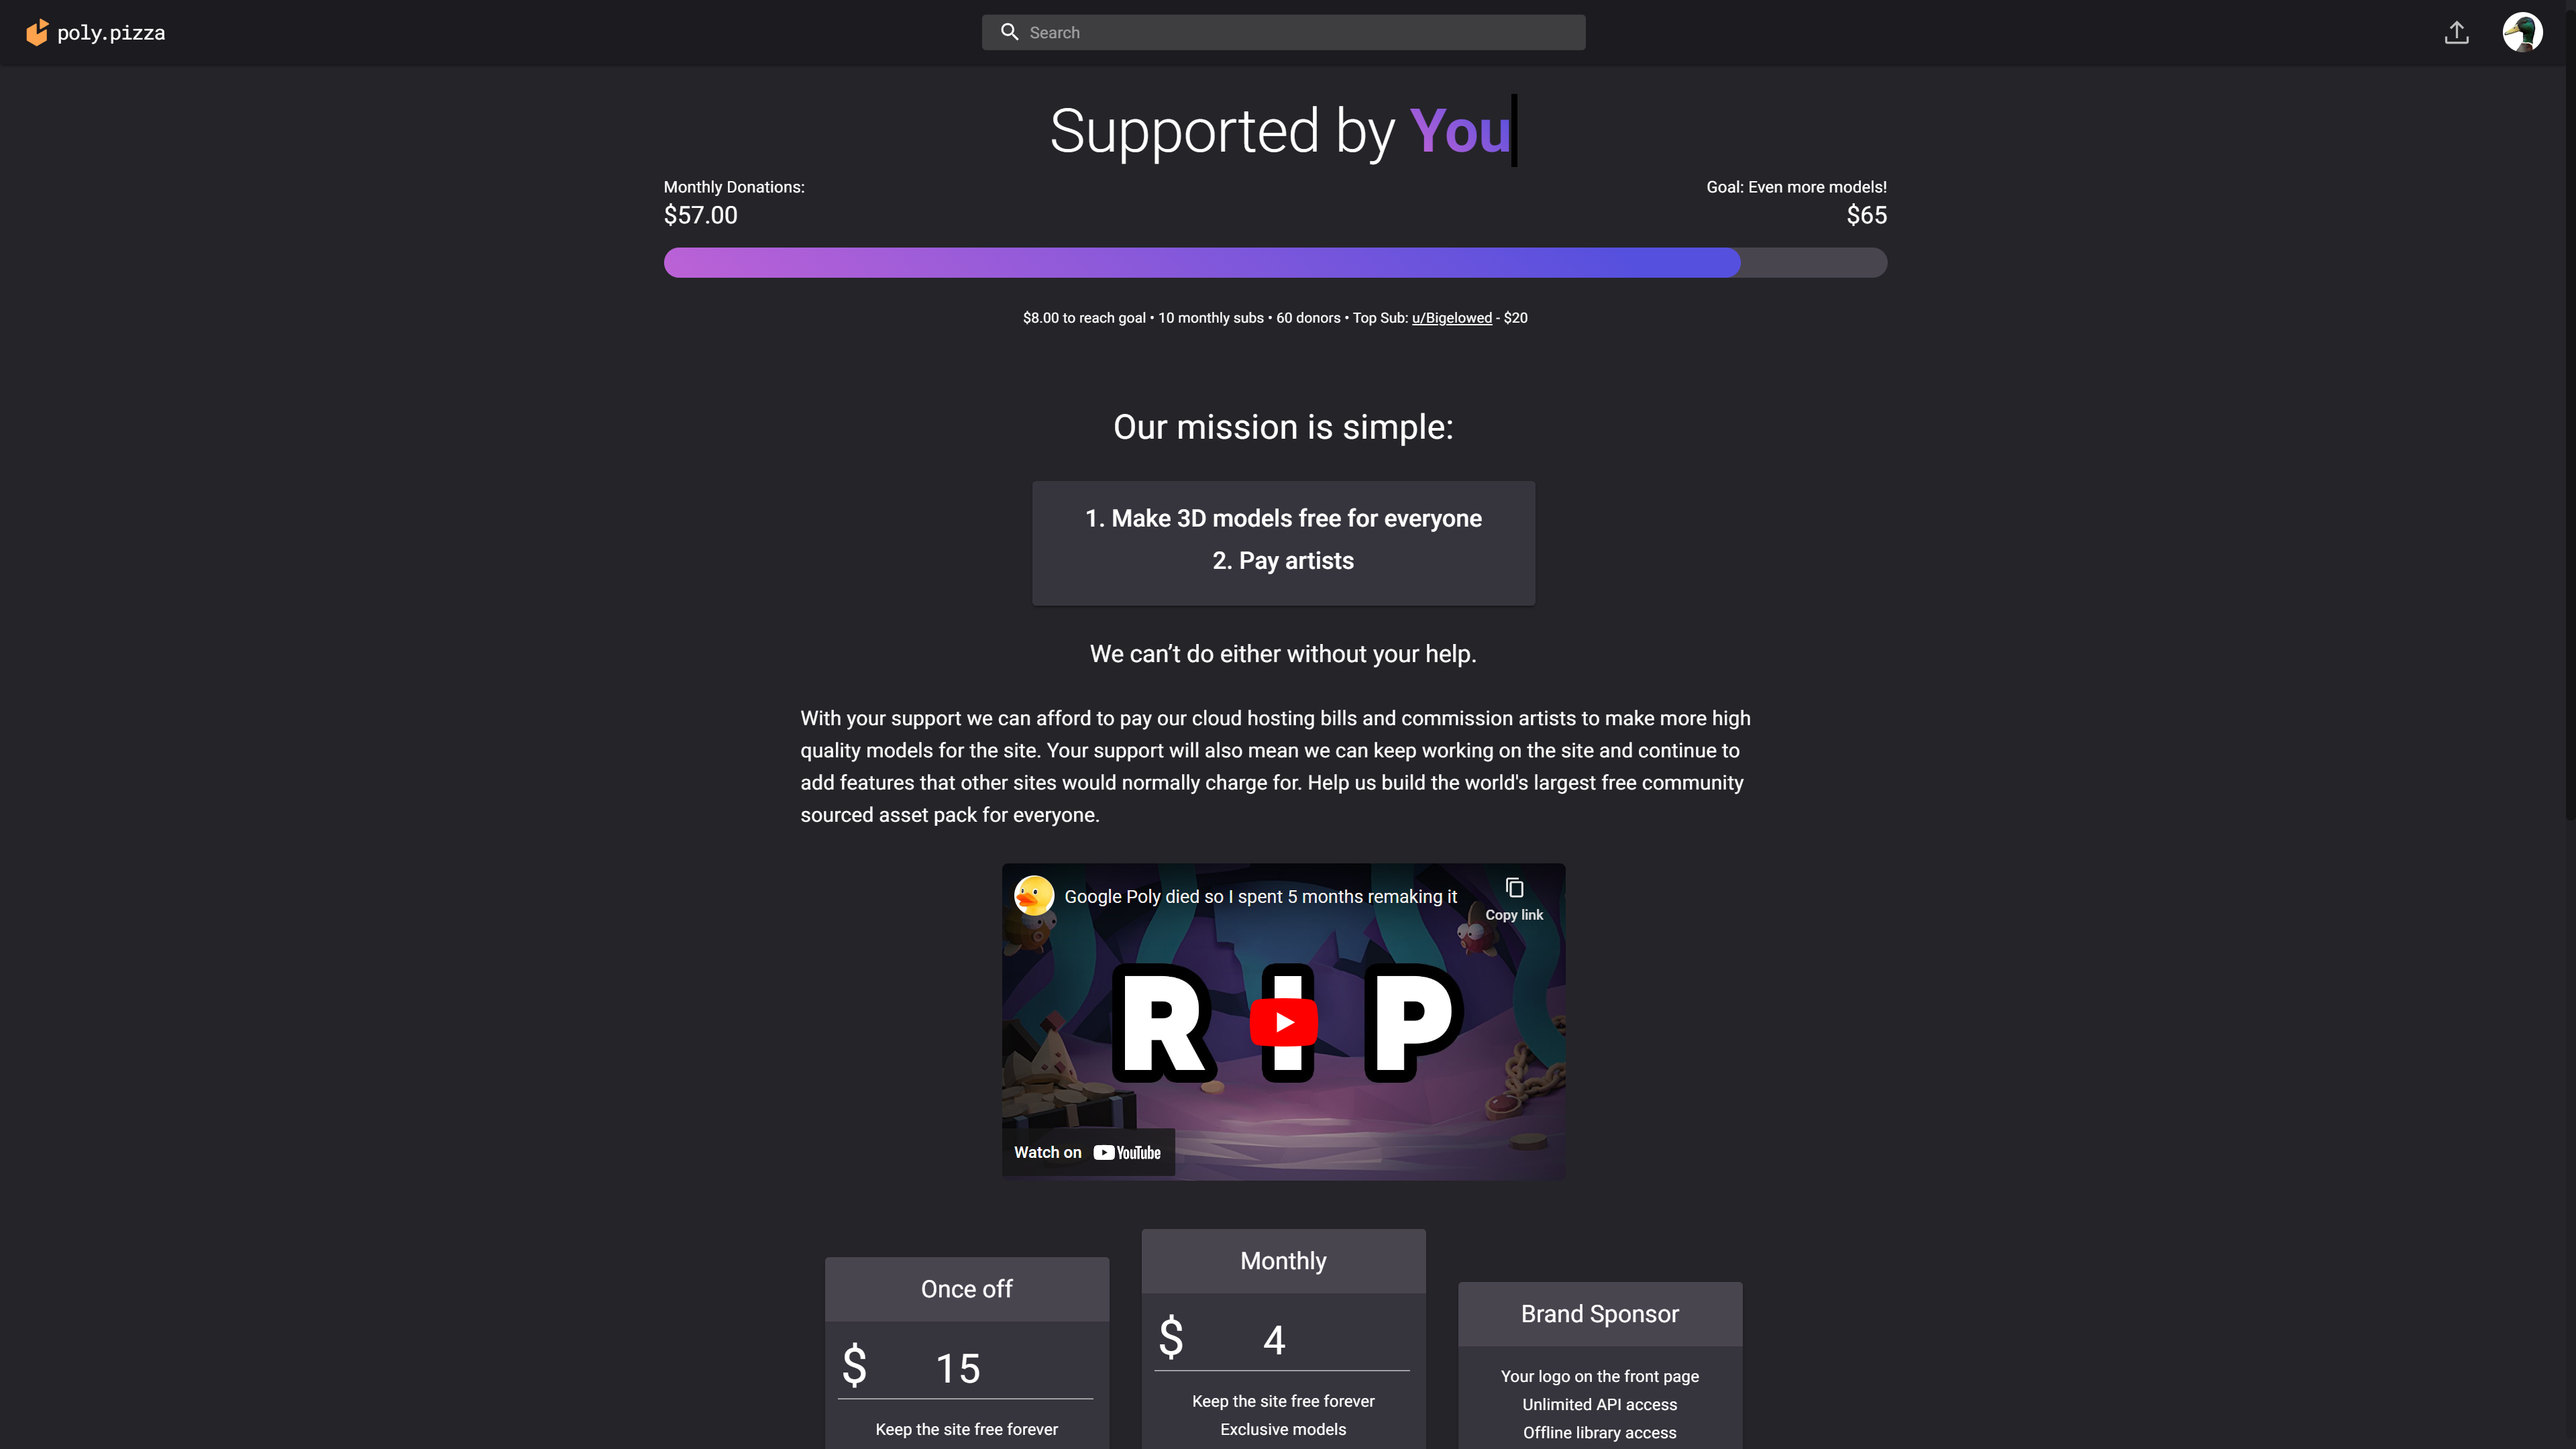 poly.pizza
Search
Supported by You
Monthly Donations:
$57.00
Goal: Even more models!
$65
$8.00 to reach goal • 10 monthly subs • 60 donors • Top Sub: u/Bigelowed - $20
Our mission is simple:
1. Make 3D models free for everyone
2. Pay artists
We can’t do either without your help.
With your support we can afford to pay our cloud hosting bills and commission artists to make more high
quality models for the site. Your support will also mean we can keep working on the site and continue to
add features that other sites would normally charge for. Help us build the world's largest free community
sourced asset pack for everyone.
Google Poly died so I spent 5 months remaking it
Copy link
RIP
Watch on YouTube
Once off
$ 15
Keep the site free forever
Monthly
$ 4
Keep the site free forever
Exclusive models
Brand Sponsor
Your logo on the front page
Unlimited API access
Offline library access